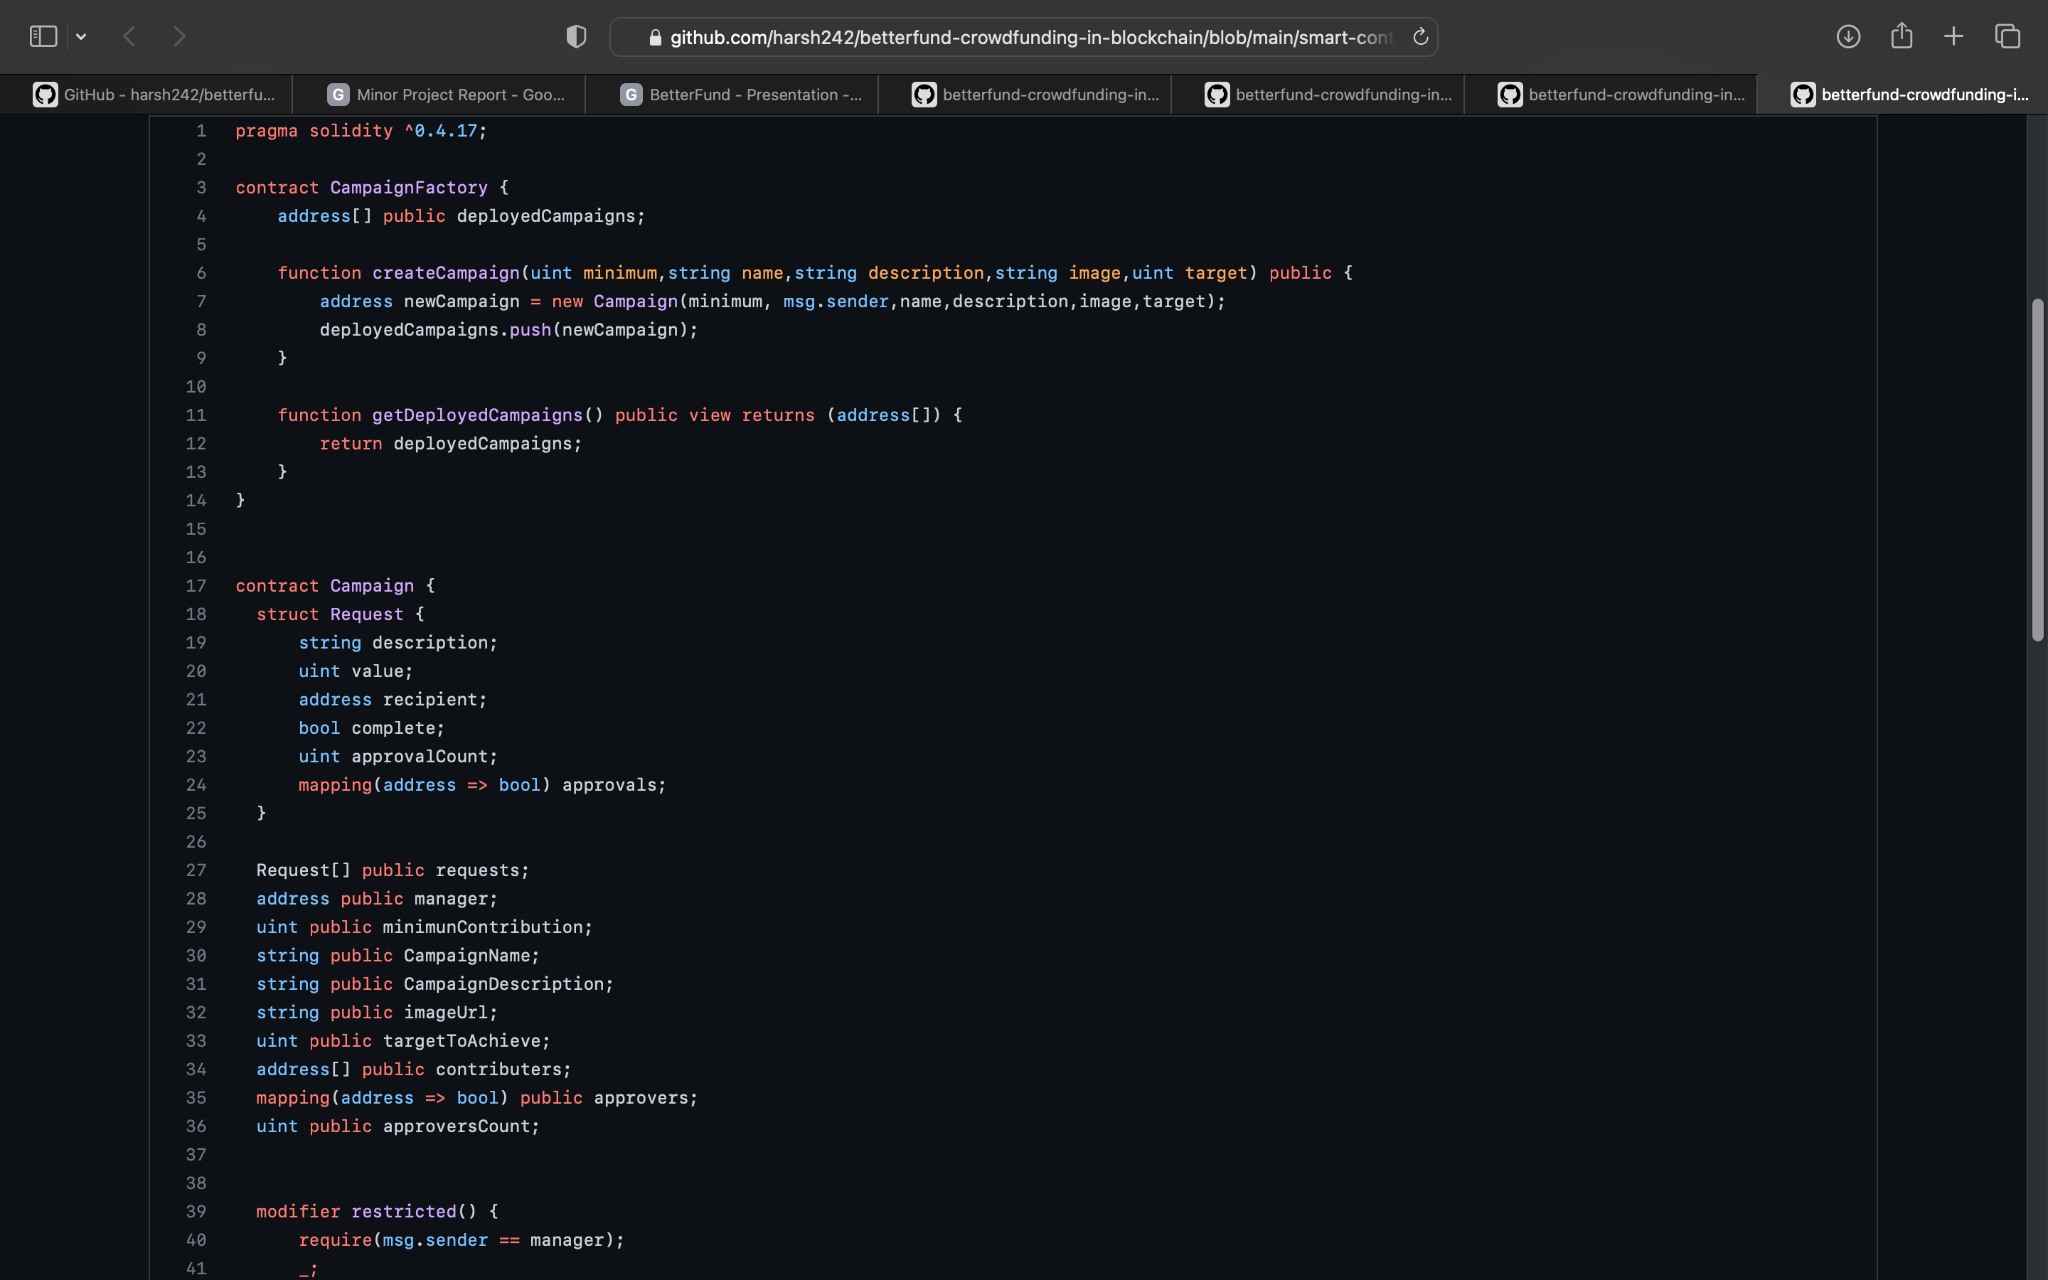 github.com/harsh242/betterfund-crowdfunding-in-blockchain/blob/main/smart-cont
GitHub - harsh242/betterfu...
G Minor Project Report - Goo...
G BetterFund - Presentation -...
betterfund-crowdfunding-in...
betterfund-crowdfunding-in...
betterfund-crowdfunding-in...
betterfund-crowdfunding-i...
1 pragma solidity ^0.4.17;
2
3 contract CampaignFactory {
4 address[] public deployedCampaigns;
5
6 function createCampaign(uint minimum,string name,string description,string image,uint target) public {
7 address newCampaign = new Campaign(minimum, msg.sender,name,description,image,target);
8 deployedCampaigns.push(newCampaign);
9 }
10
11 function getDeployedCampaigns() public view returns (address[]) {
12 return deployedCampaigns;
13 }
14 }
15
16
17 contract Campaign {
18 struct Request {
19 string description;
20 uint value;
21 address recipient;
22 bool complete;
23 uint approvalCount;
24 mapping(address => bool) approvals;
25 }
26
27 Request[] public requests;
28 address public manager;
29 uint public minimunContribution;
30 string public CampaignName;
31 string public CampaignDescription;
32 string public imageUrl;
33 uint public targetToAchieve;
34 address[] public contributers;
35 mapping(address => bool) public approvers;
36 uint public approversCount;
37
38
39 modifier restricted() {
40 require(msg.sender == manager);
41 _;